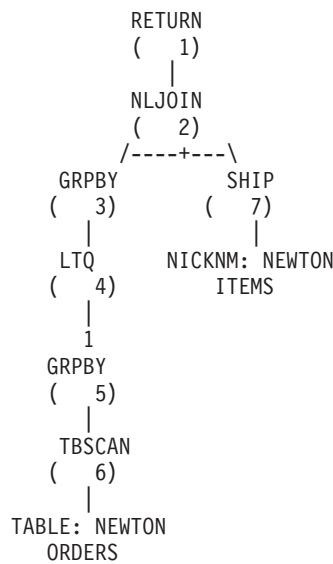 RETURN
( 1)
|
NLJOIN
( 2)
/----+---\
GRPBY SHIP
( 3) ( 7)
| |
LTQ NICKNM: NEWTON
( 4) ITEMS
|
1
GRPBY
( 5)
|
TBSCAN
( 6)
|
TABLE: NEWTON
ORDERS